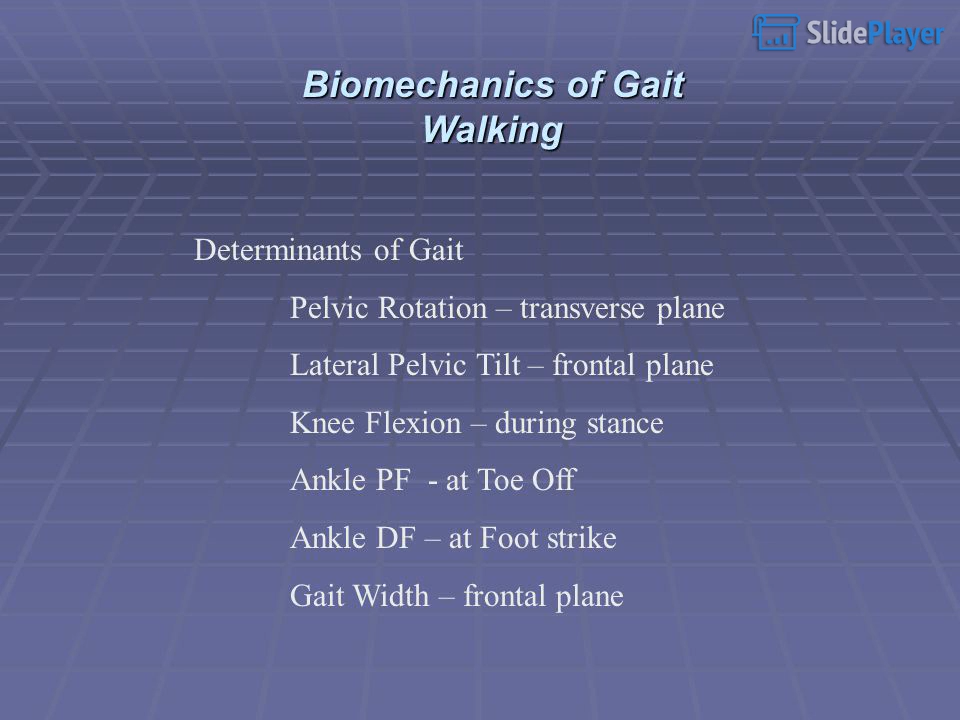 SlidePlayer
Biomechanics of Gait
Walking
Determinants of Gait
Pelvic Rotation – transverse plane
Lateral Pelvic Tilt – frontal plane
Knee Flexion – during stance
Ankle PF - at Toe Off
Ankle DF – at Foot strike
Gait Width – frontal plane